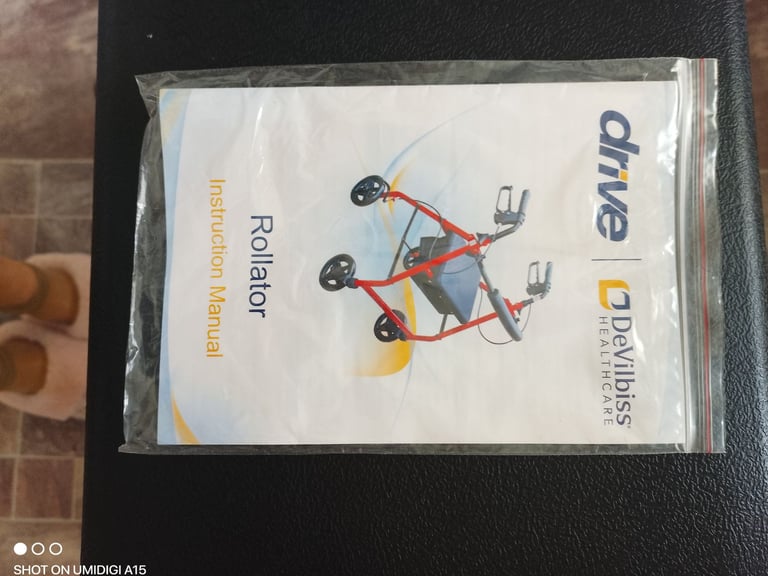 drive | DeVilbiss®
HEALTHCARE
Rollator
Instruction Manual
SHOT ON UMIDIGI A15